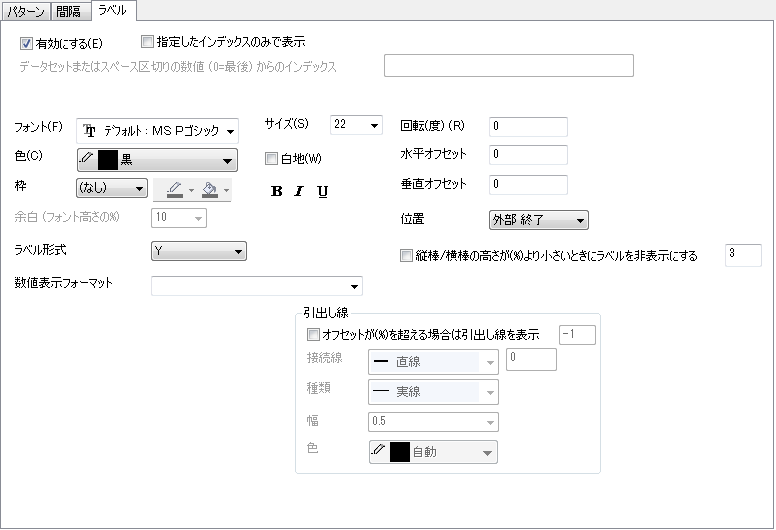 パターン 間隔 ラベル
有効にする(E) 指定したインデックスのみで表示
データセットまたはスペース区切りの数値 (0=最後) からのインデックス
フォント(F) デフォルト : MS Pゴシック サイズ(S) 22 回転(度) (R) 0
色(C) 黒 白地(W) 水平オフセット 0
枠 (なし) B I U 垂直オフセット 0
余白 (フォント高さの%) 10 位置 外部 終了
ラベル形式 Y 縦棒/横棒の高さが(%)より小さいときにラベルを非表示にする 3
数値表示フォーマット
引出し線
オフセットが(%)を超える場合は引出し線を表示 -1
接続線 直線 0
種類 実線
幅 0.5
色 自動